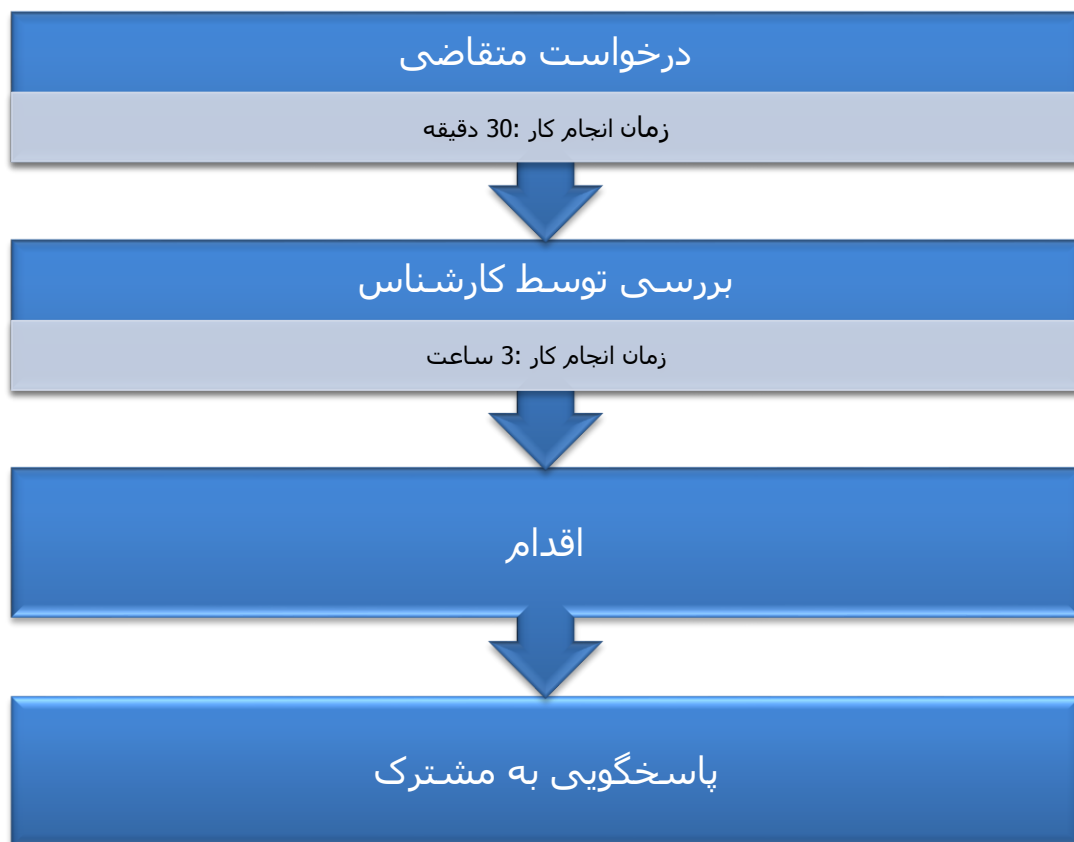 درخواست متقاضی
زمان انجام کار :30 دقیقه
بررسی توسط کارشناس
زمان انجام کار :3 ساعت
اقدام
پاسخگویی به مشترک